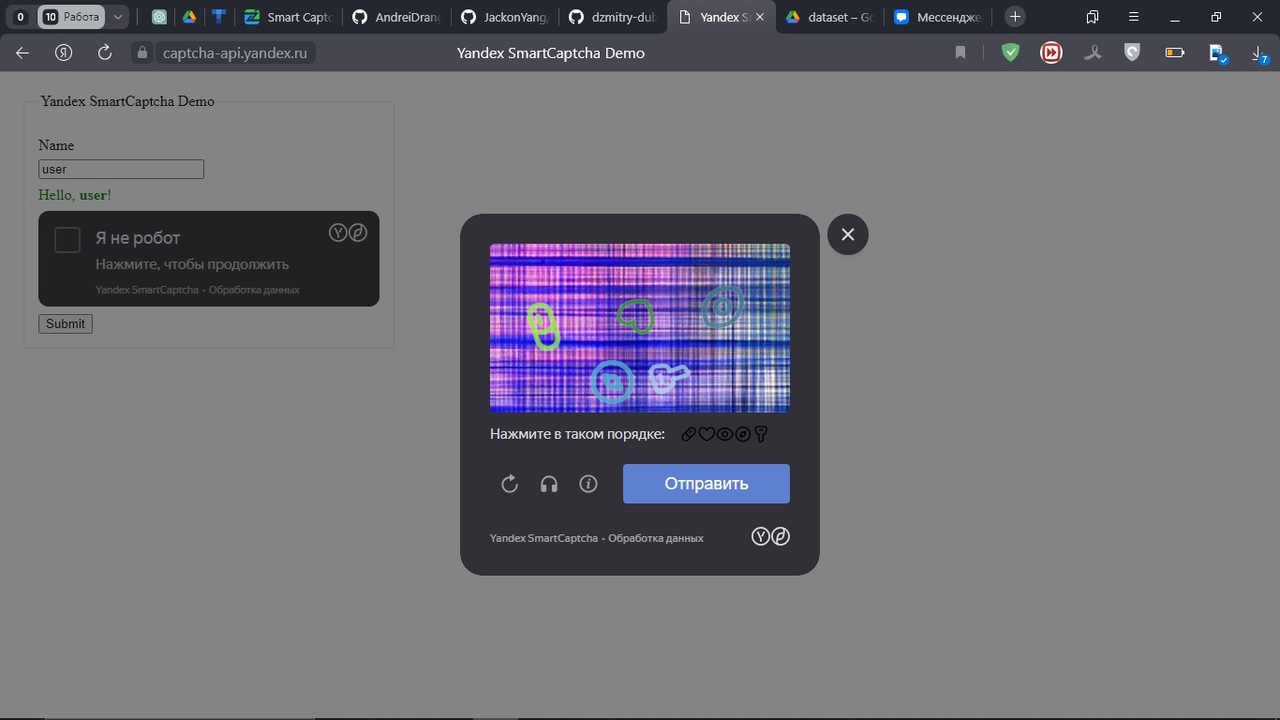 0 10 Работа Smart Captc AndreiDran JackonYang/ dzmitry-dub Yandex S dataset – Go Мессендже
captcha-api.yandex.ru Yandex SmartCaptcha Demo 7
Yandex SmartCaptcha Demo
Name
user
Hello, user!
Я не робот
Нажмите, чтобы продолжить
Yandex SmartCaptcha - Обработка данных
Submit
Нажмите в таком порядке:
Отправить
Yandex SmartCaptcha - Обработка данных